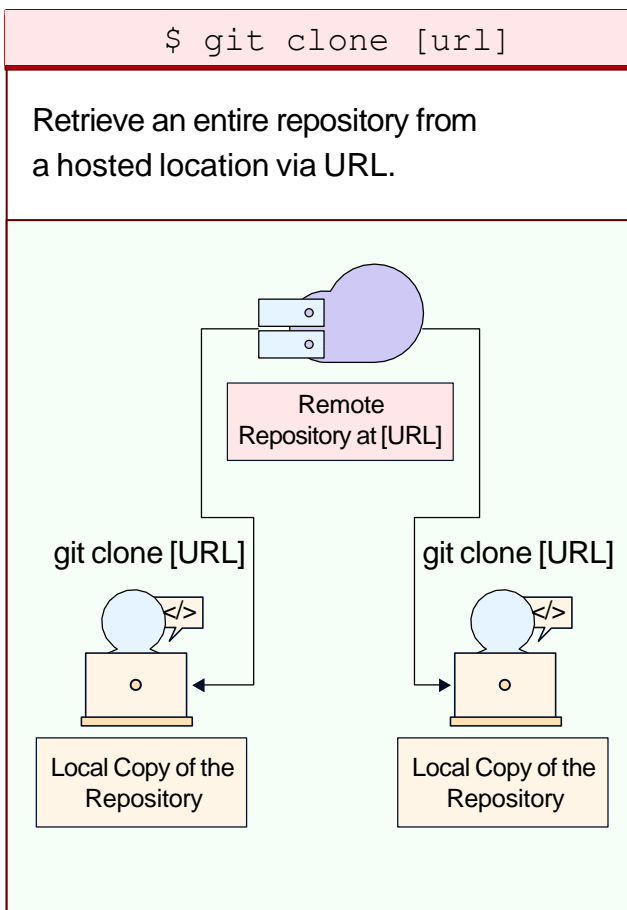 $ git clone [url]
Retrieve an entire repository from
a hosted location via URL.
Remote
Repository at [URL]
git clone [URL]
git clone [URL]
</>
</>
Local Copy of the
Repository
Local Copy of the
Repository